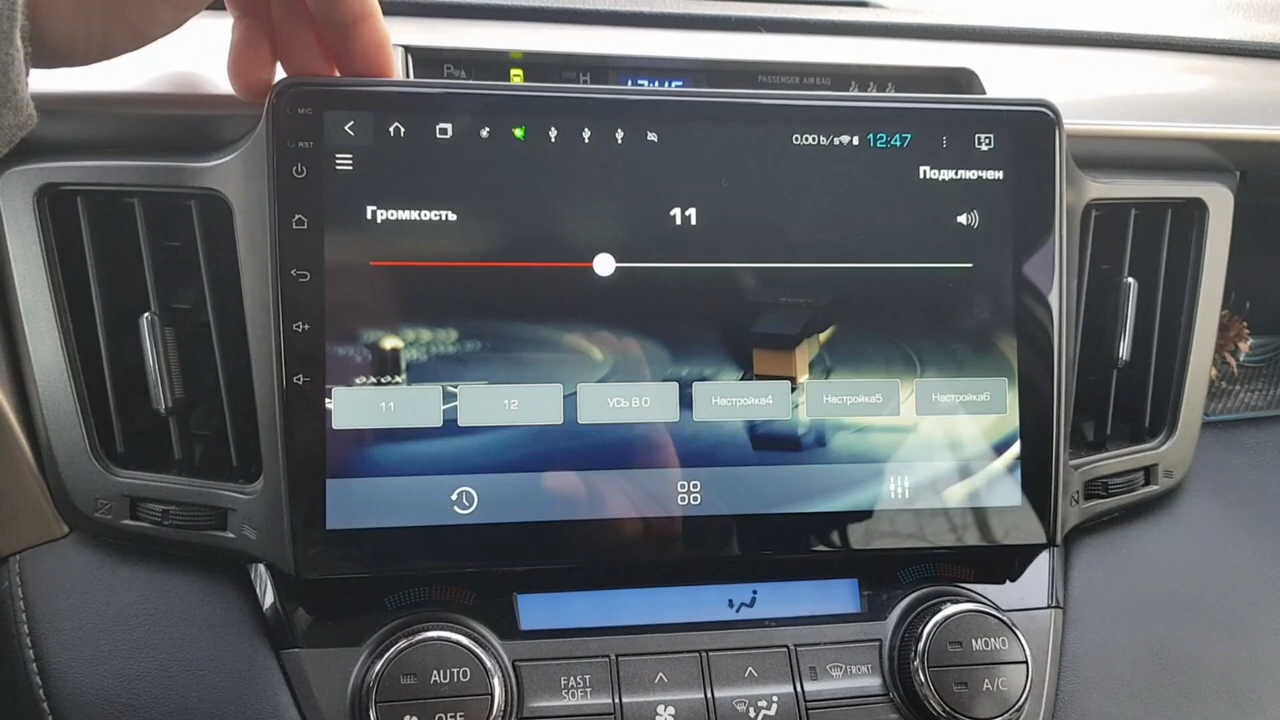 P
H
PASSENGER AIR BAG
MIC
RST
0,00 b/s
12:47
Подключен
Громкость
11
11
12
УСЬ В 0
Настройка4
Настройка5
Настройка6
AUTO
OFF
FAST
SOFT
FRONT
MONO
A/C